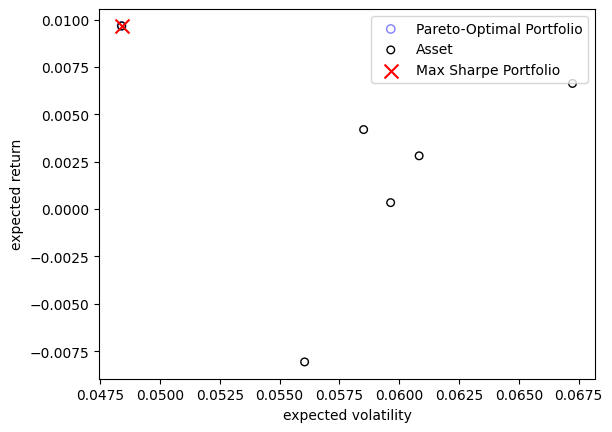 0.0100
0.0075
0.0050
0.0025
0.0000
−0.0025
−0.0050
−0.0075
expected return
Pareto-Optimal Portfolio
Asset
Max Sharpe Portfolio
0.0475 0.0500 0.0525 0.0550 0.0575 0.0600 0.0625 0.0650 0.0675
expected volatility